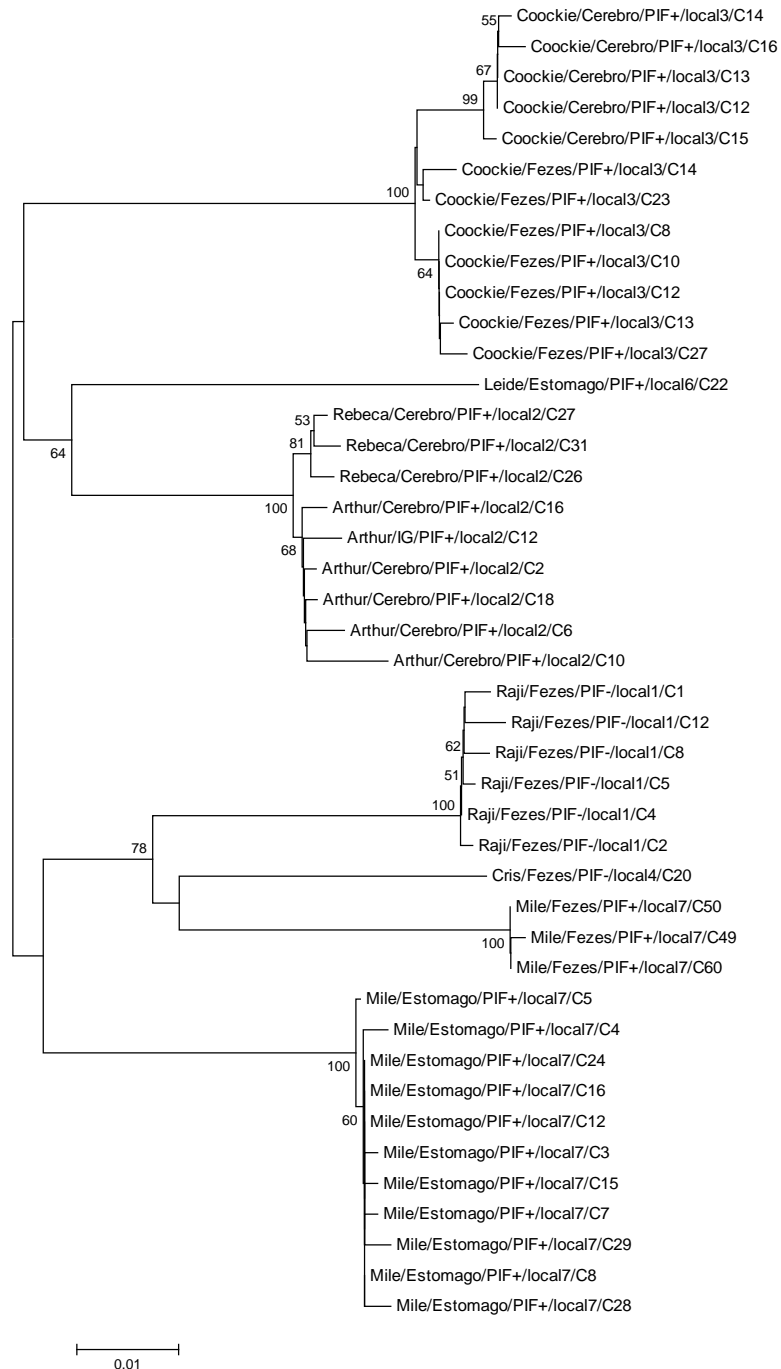 55
Coockie/Cerebro/PIF+/local3/C14
Coockie/Cerebro/PIF+/local3/C16
67
Coockie/Cerebro/PIF+/local3/C13
99
Coockie/Cerebro/PIF+/local3/C12
Coockie/Cerebro/PIF+/local3/C15
Coockie/Fezes/PIF+/local3/C14
100
Coockie/Fezes/PIF+/local3/C23
Coockie/Fezes/PIF+/local3/C8
Coockie/Fezes/PIF+/local3/C10
64
Coockie/Fezes/PIF+/local3/C12
Coockie/Fezes/PIF+/local3/C13
Coockie/Fezes/PIF+/local3/C27
Leide/Estomago/PIF+/local6/C22
53
Rebeca/Cerebro/PIF+/local2/C27
81
Rebeca/Cerebro/PIF+/local2/C31
64
Rebeca/Cerebro/PIF+/local2/C26
100
Arthur/Cerebro/PIF+/local2/C16
Arthur/IG/PIF+/local2/C12
68
Arthur/Cerebro/PIF+/local2/C2
Arthur/Cerebro/PIF+/local2/C18
Arthur/Cerebro/PIF+/local2/C6
Arthur/Cerebro/PIF+/local2/C10
Raji/Fezes/PIF-/local1/C1
Raji/Fezes/PIF-/local1/C12
62
Raji/Fezes/PIF-/local1/C8
51
Raji/Fezes/PIF-/local1/C5
100
Raji/Fezes/PIF-/local1/C4
Raji/Fezes/PIF-/local1/C2
78
Cris/Fezes/PIF-/local4/C20
Mile/Fezes/PIF+/local7/C50
100
Mile/Fezes/PIF+/local7/C49
Mile/Fezes/PIF+/local7/C60
Mile/Estomago/PIF+/local7/C5
Mile/Estomago/PIF+/local7/C4
100
Mile/Estomago/PIF+/local7/C24
Mile/Estomago/PIF+/local7/C16
60
Mile/Estomago/PIF+/local7/C12
Mile/Estomago/PIF+/local7/C3
Mile/Estomago/PIF+/local7/C15
Mile/Estomago/PIF+/local7/C7
Mile/Estomago/PIF+/local7/C29
Mile/Estomago/PIF+/local7/C8
Mile/Estomago/PIF+/local7/C28
0.01